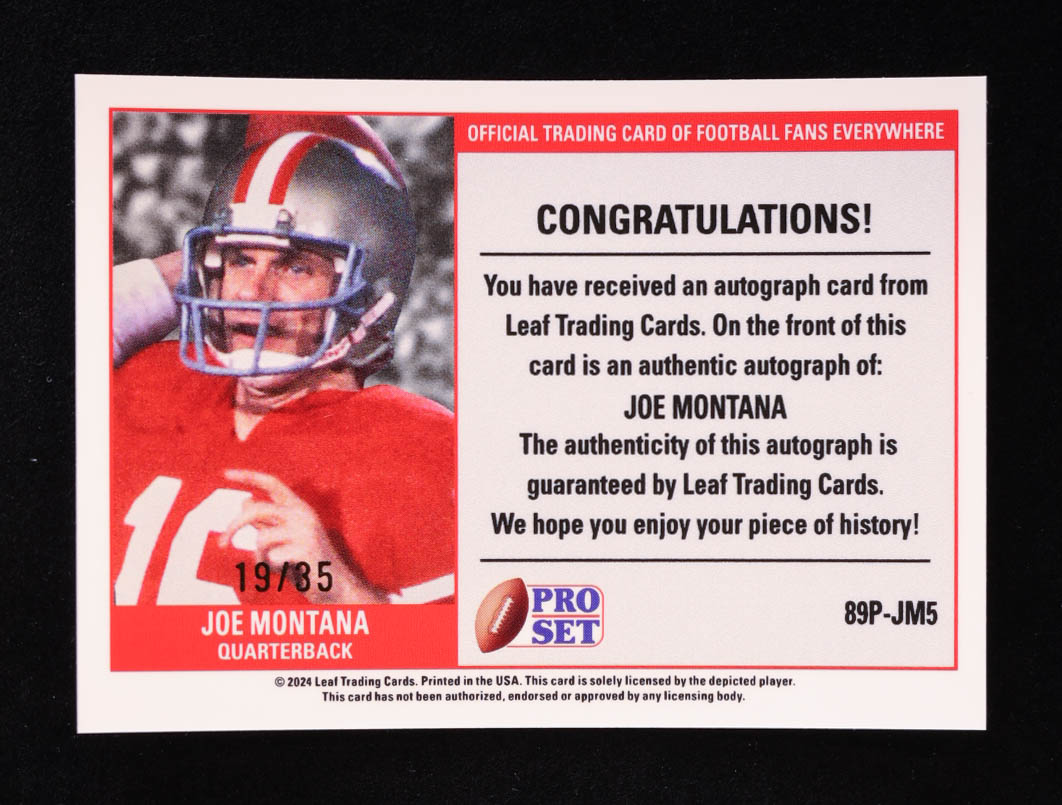 OFFICIAL TRADING CARD OF FOOTBALL FANS EVERYWHERE
CONGRATULATIONS!
You have received an autograph card from
Leaf Trading Cards. On the front of this
card is an authentic autograph of:
JOE MONTANA
The authenticity of this autograph is
guaranteed by Leaf Trading Cards.
We hope you enjoy your piece of history!
16
19/35
JOE MONTANA
QUARTERBACK
PRO
SET
89P-JM5
© 2024 Leaf Trading Cards. Printed in the USA. This card is solely licensed by the depicted player.
This card has not been authorized, endorsed or approved by any licensing body.